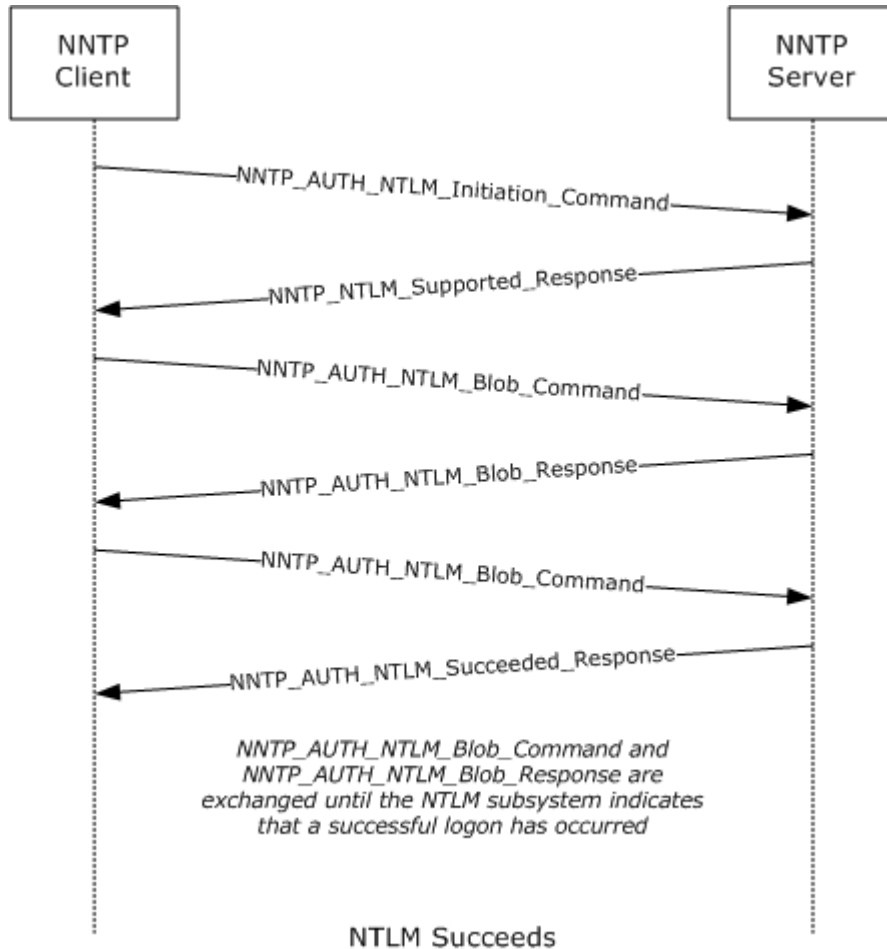 NNTP
Client
NNTP
Server
NNTP_AUTH_NTLM_Initiation_Command
NNTP_NTLM_Supported_Response
NNTP_AUTH_NTLM_Blob_Command
NNTP_AUTH_NTLM_Blob_Response
NNTP_AUTH_NTLM_Blob_Command
NNTP_AUTH_NTLM_Succeeded_Response
NNTP_AUTH_NTLM_Blob_Command and
NNTP_AUTH_NTLM_Blob_Response are
exchanged until the NTLM subsystem indicates
that a successful logon has occurred
NTLM Succeeds